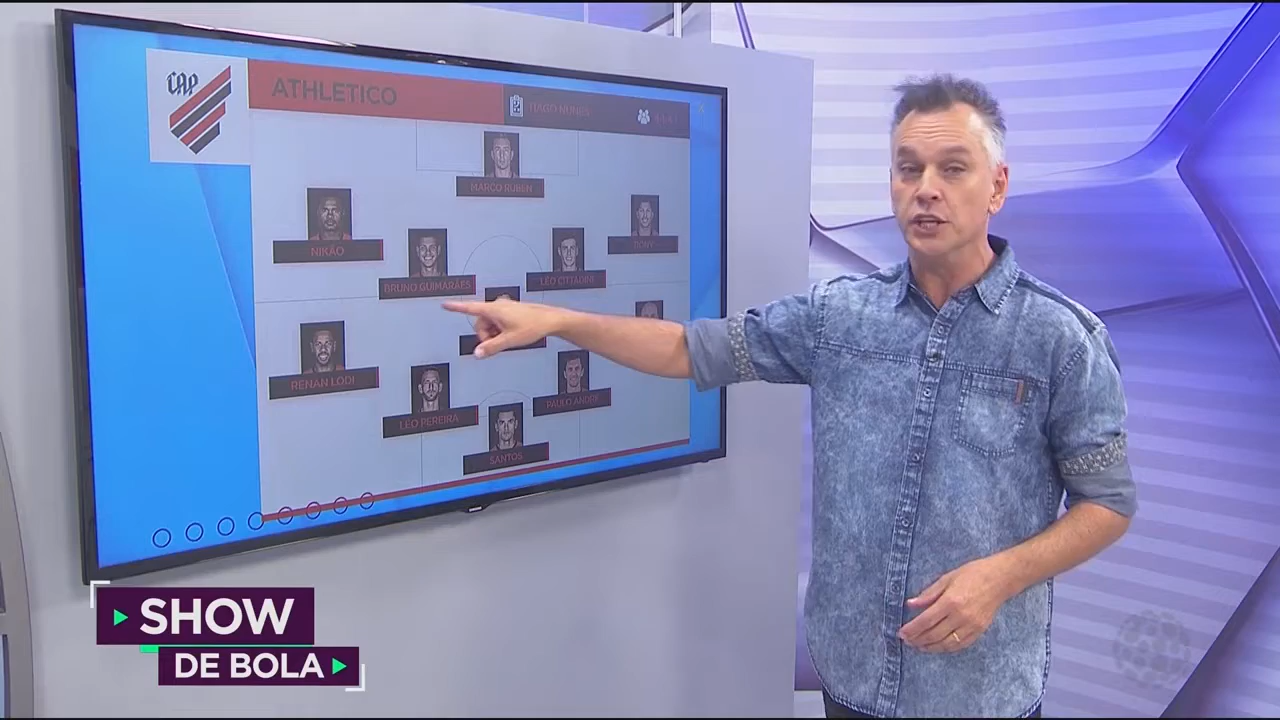 CAP
ATHLETICO
TIAGO NUNES
MARCO RUBEN
NIKÃO
RONY
BRUNO GUIMARÃES
LÉO CITTADINI
RENAN LODI
PAULO ANDRÉ
LÉO PEREIRA
SANTOS
SHOW
DE BOLA